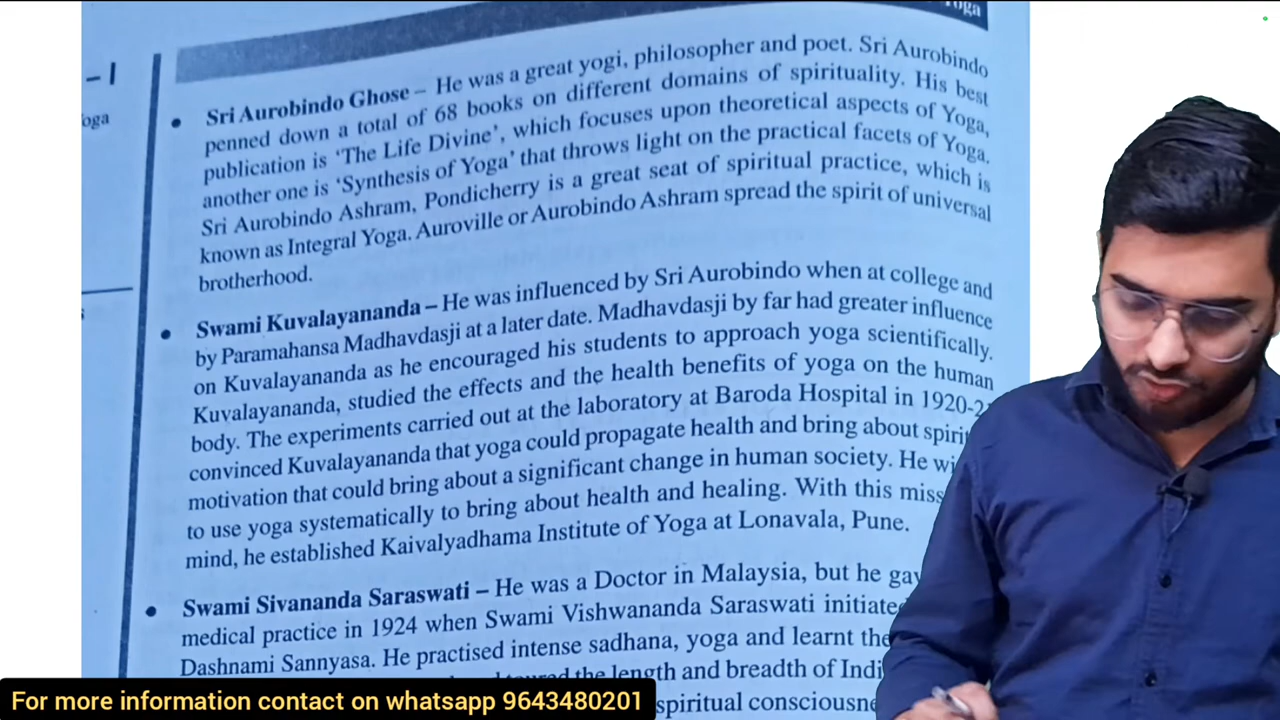 oga
– I
oga
• Sri Aurobindo Ghose – He was a great yogi, philosopher and poet. Sri Aurobindo
penned down a total of 68 books on different domains of spirituality. His best
publication is ‘The Life Divine’, which focuses upon theoretical aspects of Yoga,
another one is ‘Synthesis of Yoga’ that throws light on the practical facets of Yoga.
Sri Aurobindo Ashram, Pondicherry is a great seat of spiritual practice, which is
known as Integral Yoga. Auroville or Aurobindo Ashram spread the spirit of universal
brotherhood.
• Swami Kuvalayananda – He was influenced by Sri Aurobindo when at college and
by Paramahansa Madhavdasji at a later date. Madhavdasji by far had greater influence
on Kuvalayananda as he encouraged his students to approach yoga scientifically.
Kuvalayananda, studied the effects and the health benefits of yoga on the human
body. The experiments carried out at the laboratory at Baroda Hospital in 1920-2
convinced Kuvalayananda that yoga could propagate health and bring about spiri
motivation that could bring about a significant change in human society. He wi
to use yoga systematically to bring about health and healing. With this miss
mind, he established Kaivalyadhama Institute of Yoga at Lonavala, Pune.
• Swami Sivananda Saraswati – He was a Doctor in Malaysia, but he gav
medical practice in 1924 when Swami Vishwananda Saraswati initiate
Dashnami Sannyasa. He practised intense sadhana, yoga and learnt the
the length and breadth of Indi
spiritual consciousne
For more information contact on whatsapp 9643480201